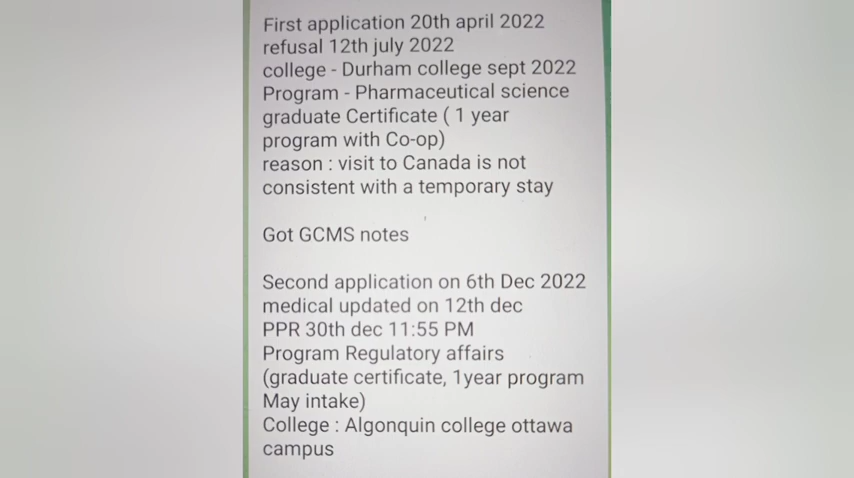 First application 20th april 2022
refusal 12th july 2022
college - Durham college sept 2022
Program - Pharmaceutical science
graduate Certificate ( 1 year
program with Co-op)
reason : visit to Canada is not
consistent with a temporary stay
Got GCMS notes
Second application on 6th Dec 2022
medical updated on 12th dec
PPR 30th dec 11:55 PM
Program Regulatory affairs
(graduate certificate, 1year program
May intake)
College : Algonquin college ottawa
campus